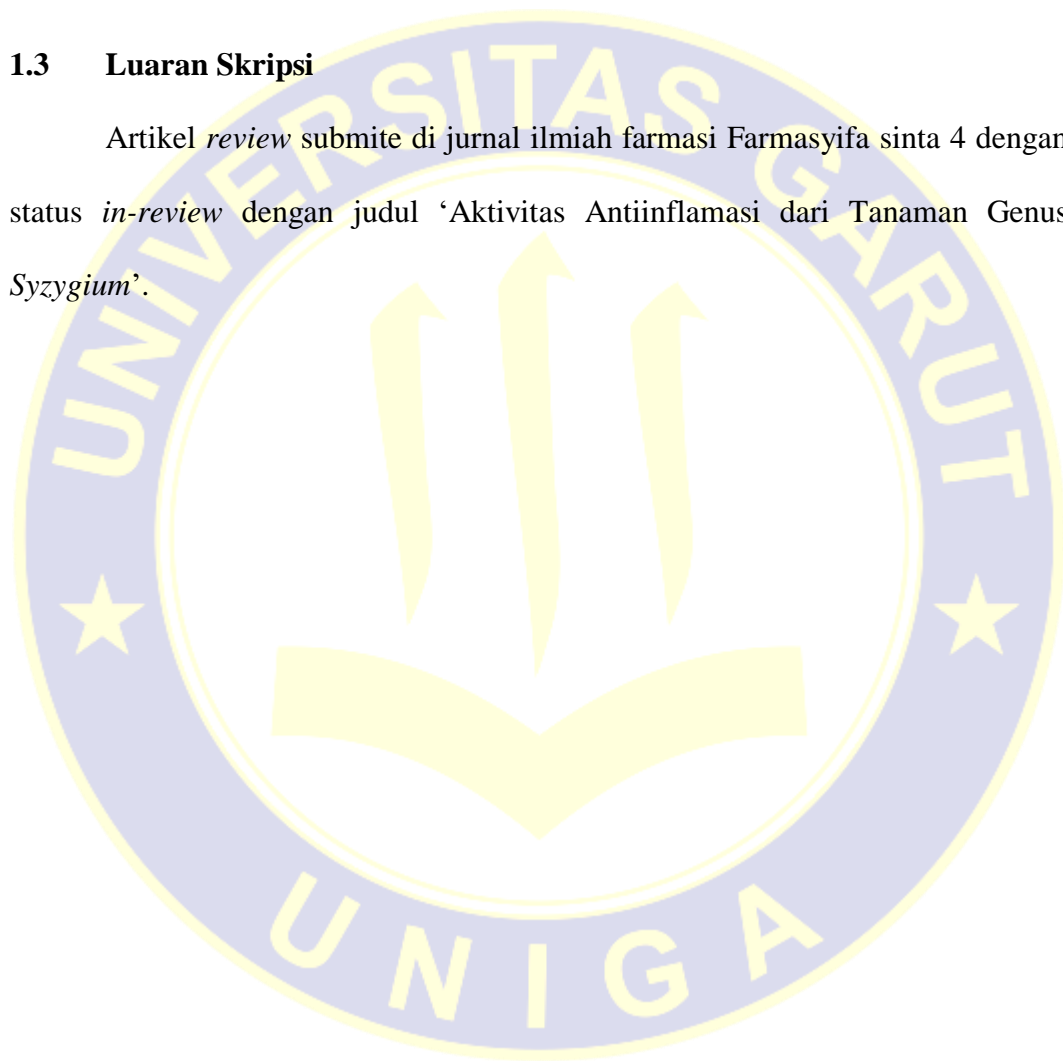 1.3 Luaran Skripsi
Artikel review submite di jurnal ilmiah farmasi Farmasyifa sinta 4 dengan
status in-review dengan judul ‘Aktivitas Antiinflamasi dari Tanaman Genus
Syzygium’.
UNIVERSITAS GARUT
UNIGA